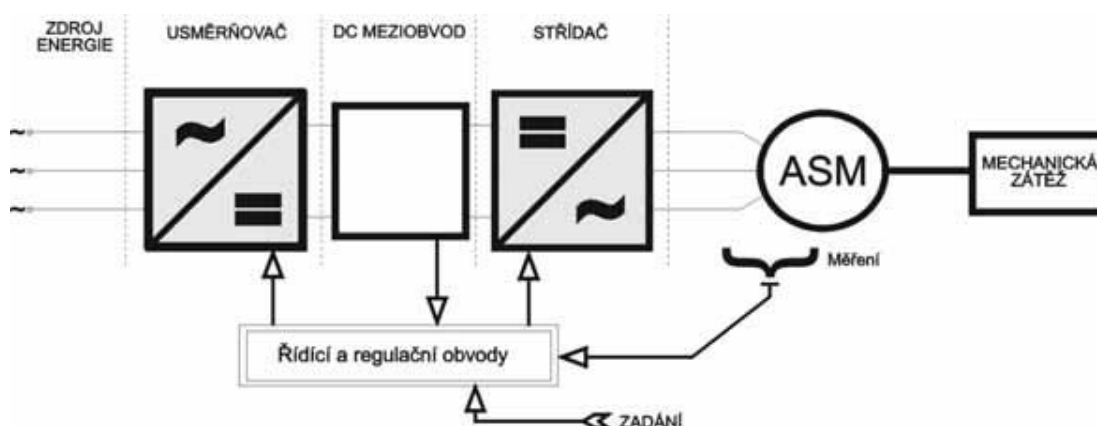 ZDROJ
ENERGIE
USMĚRŇOVAČ
DC MEZIOBVOD
STŘÍDAČ
ASM
MECHANICKÁ
ZÁTĚŽ
Měření
Řídící a regulační obvody
ZADÁNÍ